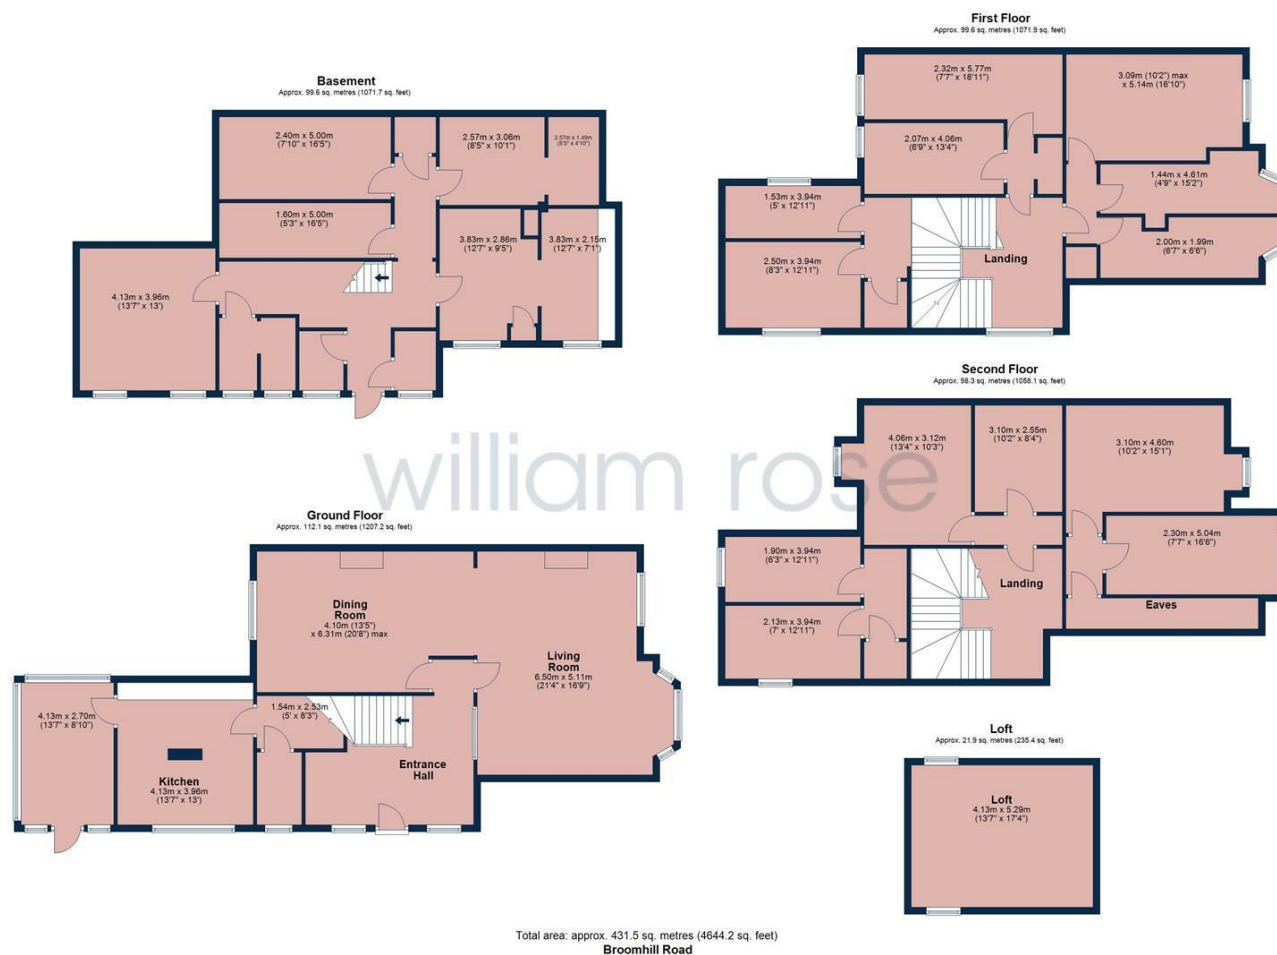 Basement
Approx. 99.6 sq. metres (1071.7 sq. feet)
2.40m x 5.00m
(7'10" x 16'5")
2.57m x 3.06m
(8'5" x 10'1")
2.57m x 1.49m
(8'5" x 4'10")
1.60m x 5.00m
(5'3" x 16'5")
3.83m x 2.86m
(12'7" x 9'5")
3.83m x 2.15m
(12'7" x 7'1")
4.13m x 3.96m
(13'7" x 13')
First Floor
Approx. 99.6 sq. metres (1071.9 sq. feet)
2.32m x 5.77m
(7'7" x 18'11")
3.09m (10'2") max
x 5.14m (16'10")
2.07m x 4.06m
(6'9" x 13'4")
1.44m x 4.61m
(4'9" x 15'2")
1.53m x 3.94m
(5' x 12'11")
2.00m x 1.99m
(6'7" x 6'6")
2.50m x 3.94m
(8'3" x 12'11")
Landing
william rose
Ground Floor
Approx. 112.1 sq. metres (1207.2 sq. feet)
Dining
Room
4.10m (13'5")
x 6.31m (20'8") max
Living
Room
6.50m x 5.11m
(21'4" x 16'9")
4.13m x 2.70m
(13'7" x 8'10")
1.54m x 2.53m
(5' x 8'3")
Kitchen
4.13m x 3.96m
(13'7" x 13')
Entrance
Hall
Second Floor
Approx. 98.3 sq. metres (1058.1 sq. feet)
4.06m x 3.12m
(13'4" x 10'3")
3.10m x 2.55m
(10'2" x 8'4")
3.10m x 4.60m
(10'2" x 15'1")
1.90m x 3.94m
(6'3" x 12'11")
2.30m x 5.04m
(7'7" x 16'6")
Landing
Eaves
2.13m x 3.94m
(7' x 12'11")
Loft
Approx. 21.9 sq. metres (235.4 sq. feet)
Loft
4.13m x 5.29m
(13'7" x 17'4")
Total area: approx. 431.5 sq. metres (4644.2 sq. feet)
Broomhill Road